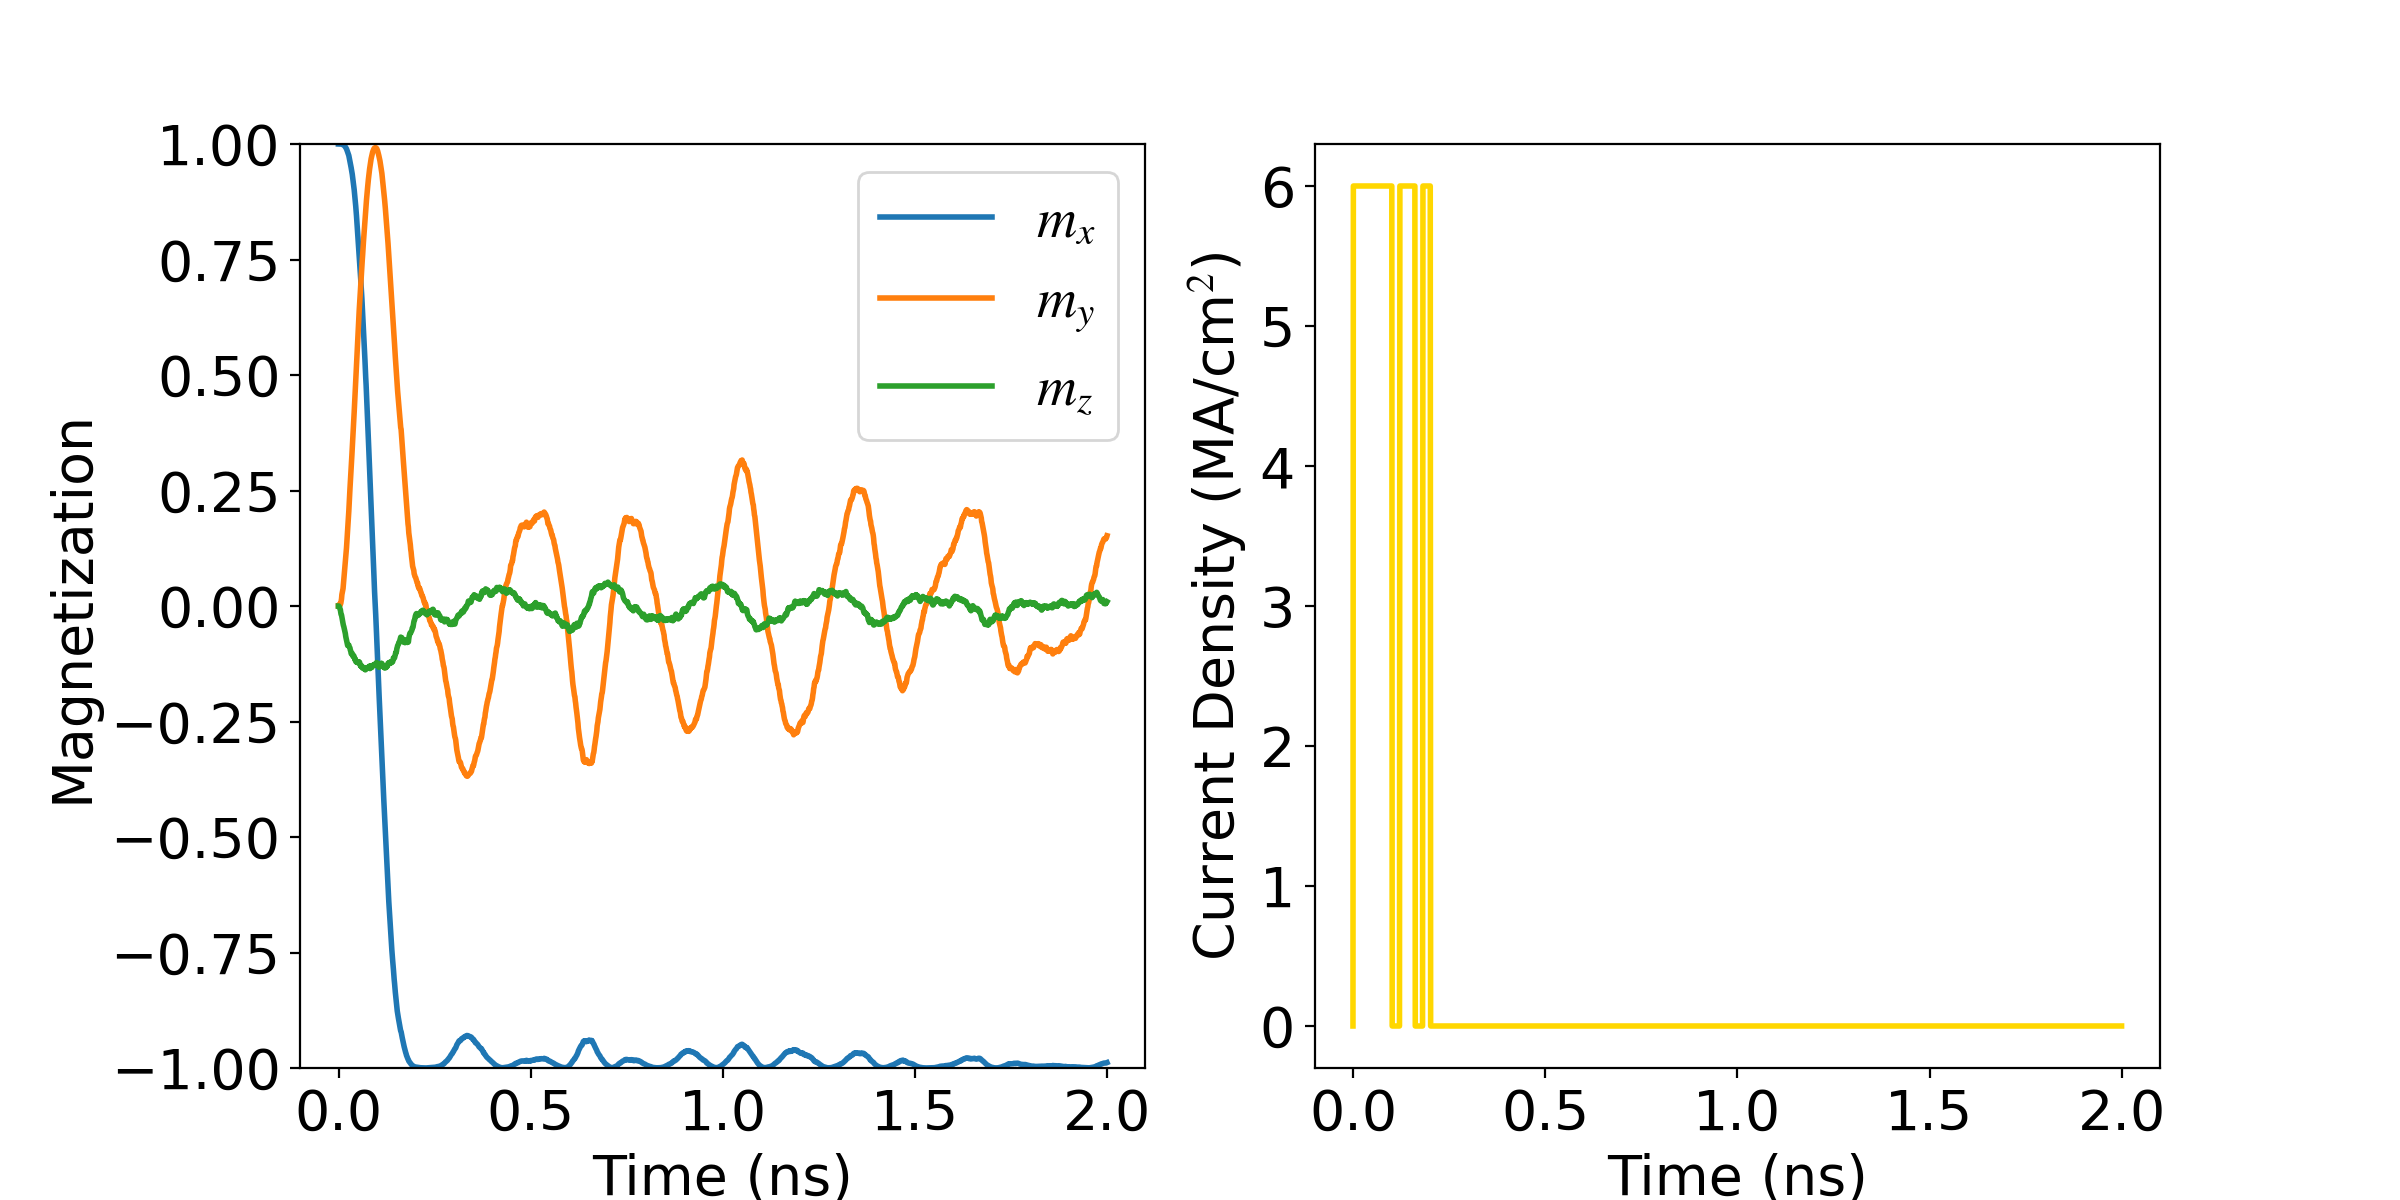 Magnetization
1.00
0.75
0.50
0.25
0.00
−0.25
−0.50
−0.75
−1.00
0.0 0.5 1.0 1.5 2.0
Time (ns)
m_x
m_y
m_z
Current Density (MA/cm²)
6
5
4
3
2
1
0
0.0 0.5 1.0 1.5 2.0
Time (ns)